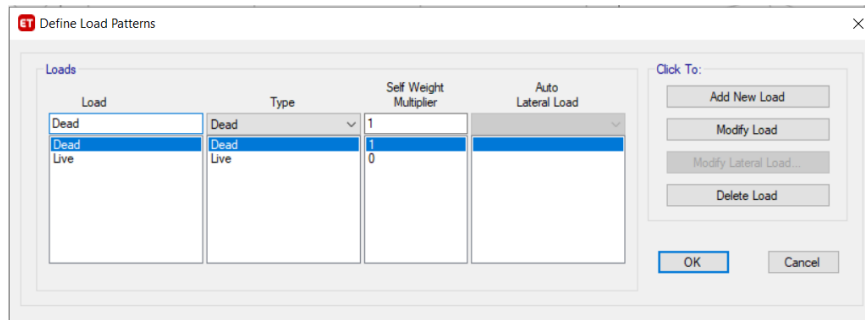 ET Define Load Patterns
Loads
Click To:
Load
Type
Self Weight
Multiplier
Auto
Lateral Load
Dead Dead 1
Dead Dead 1
Live Live 0
Add New Load
Modify Load
Modify Lateral Load...
Delete Load
OK
Cancel